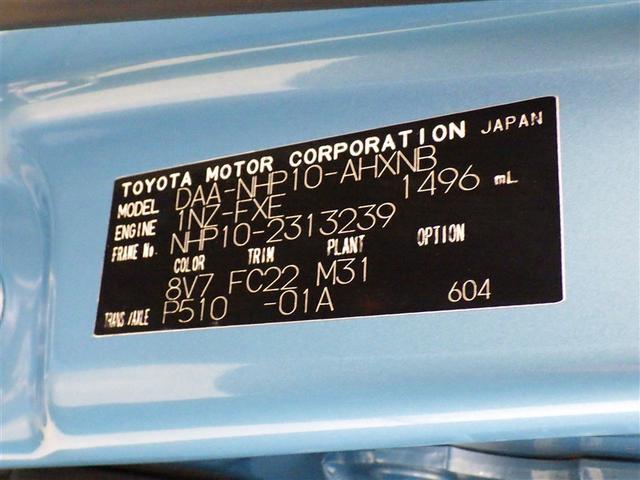 TOYOTA MOTOR CORPORATION JAPAN
MODEL DAA-NHP10-AHXNB
ENGINE 1NZ-FXE 1496 mL
FRAME No. NHP10-2313239
COLOR TRIM PLANT OPTION
8V7 FC22 M31
TRANS/AXLE P510 -01A 604